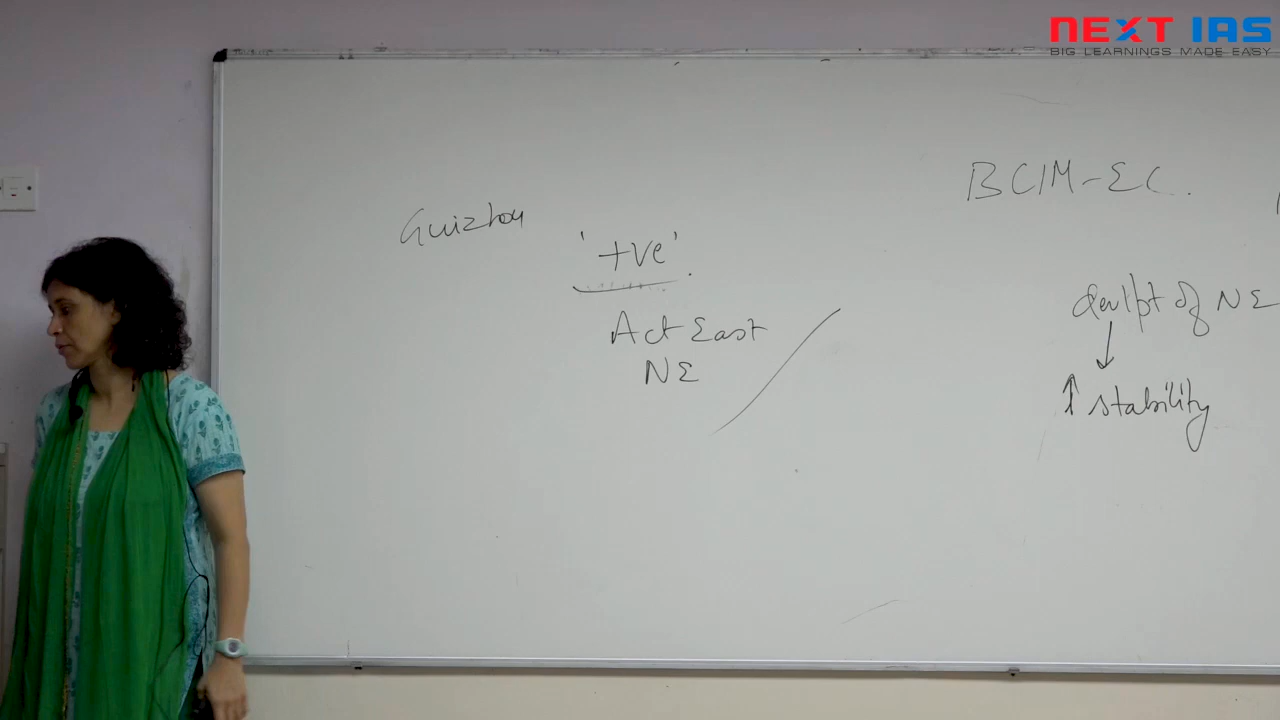 NEXT IAS
BIG LEARNINGS MADE EASY
BCIM-EC.
Guizhou
'+ve'.
Act East
NE
devlpt of NE
↓
↑ stability